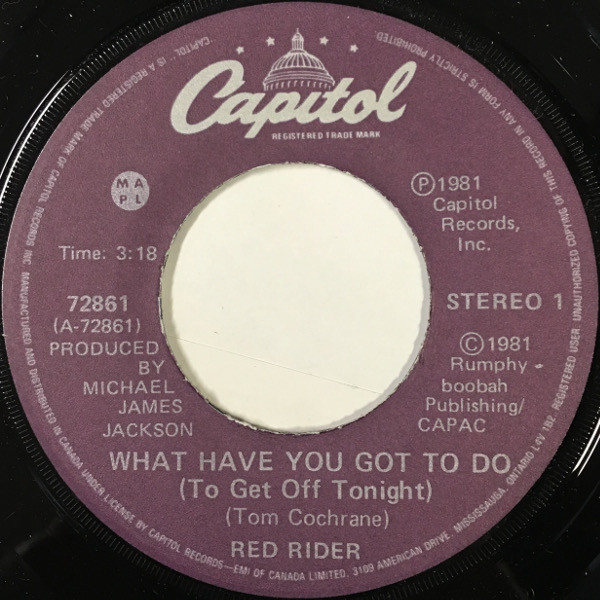 Capitol
REGISTERED TRADE MARK
M A
P L
Time: 3:18
72861
(A-72861)
PRODUCED
BY
MICHAEL
JAMES
JACKSON
Ⓟ1981
Capitol
Records,
Inc.
STEREO 1
©1981
Rumphy-
boobah
Publishing/
CAPAC
WHAT HAVE YOU GOT TO DO
(To Get Off Tonight)
(Tom Cochrane)
RED RIDER
"CAPITOL" IS A REGISTERED TRADE MARK OF CAPITOL RECORDS INC. MANUFACTURED AND DISTRIBUTED IN CANADA UNDER LICENSE BY CAPITOL RECORDS—EMI OF CANADA LIMITED. 3109 AMERICAN DRIVE, MISSISSAUGA, ONTARIO L4V 1B2. REGISTERED USER. UNAUTHORIZED COPYING OF THIS RECORD IN ANY FORM IS STRICTLY PROHIBITED.